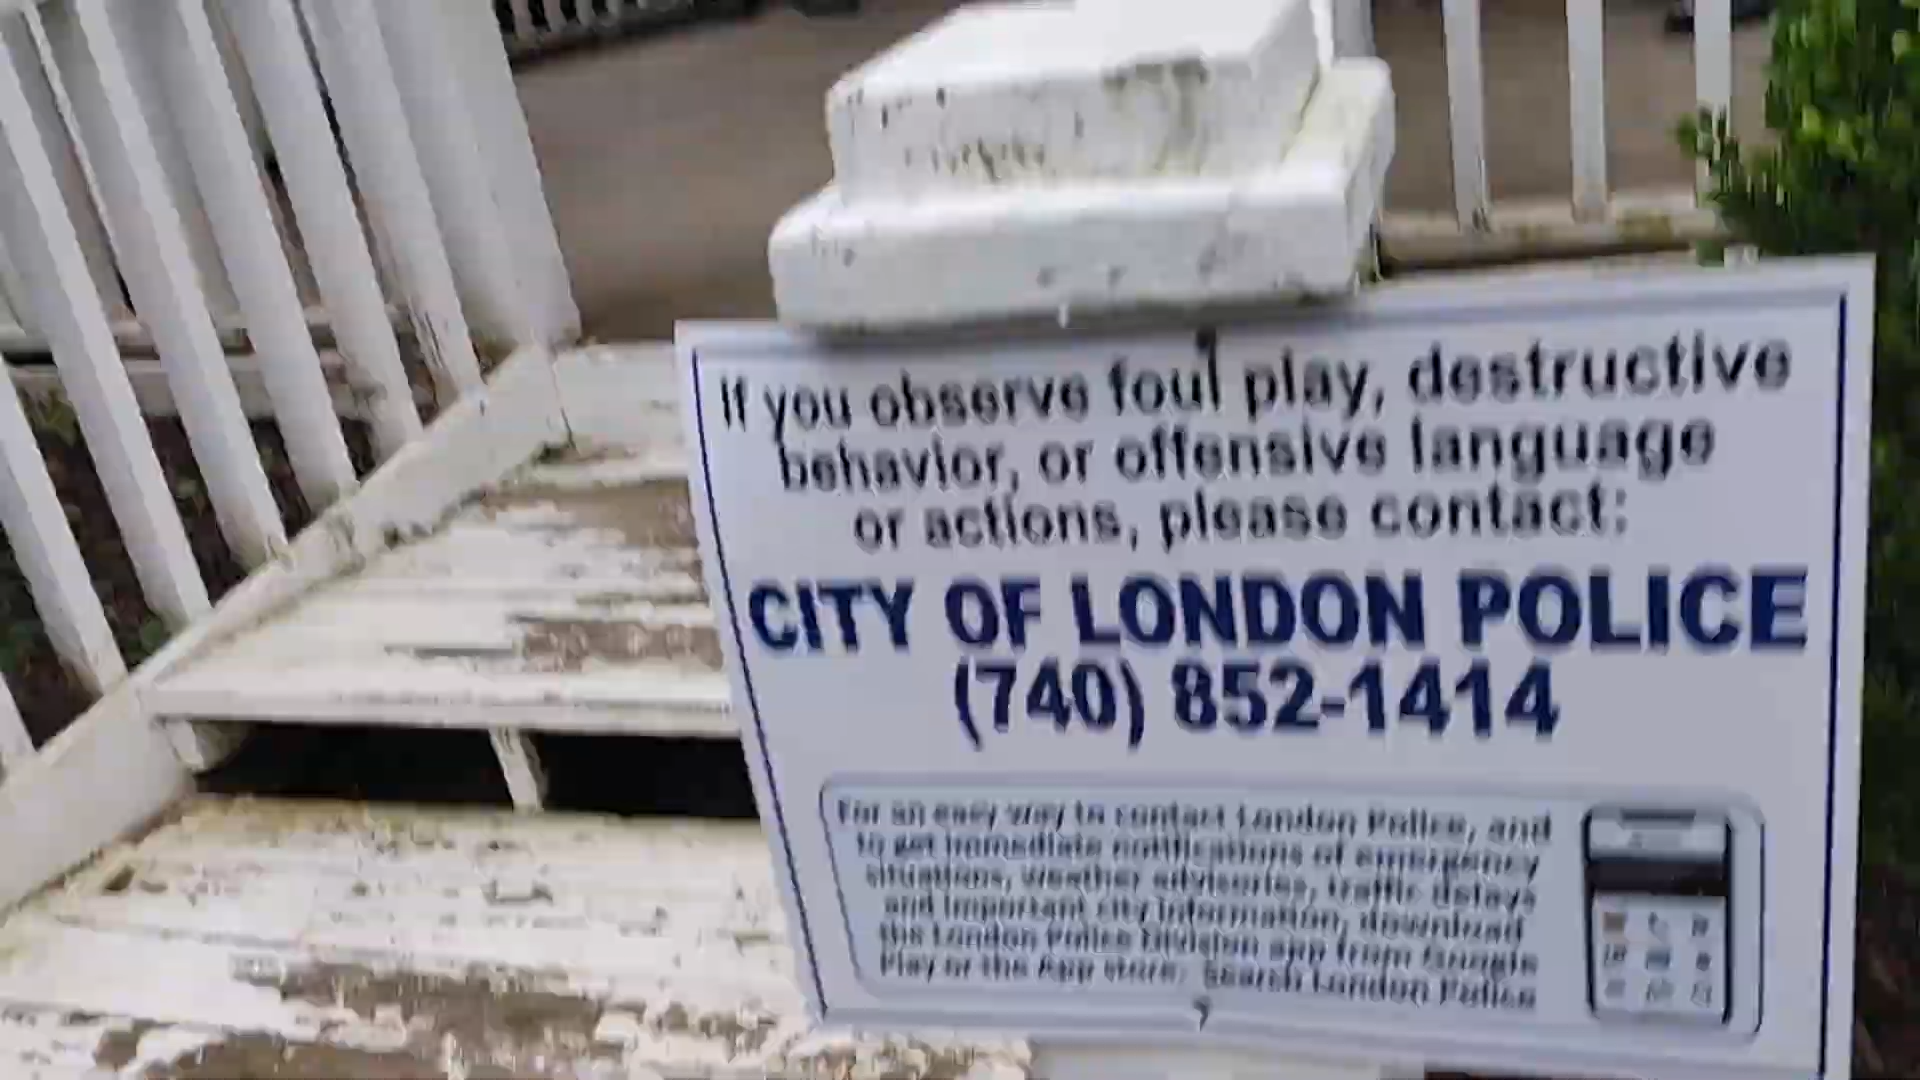 If you observe foul play, destructive
behavior, or offensive language
or actions, please contact:
CITY OF LONDON POLICE
(740) 852-1414
For an easy way to contact London Police, and
to get immediate notifications of emergency
situations, weather advisories, traffic delays
and important city information, download
the London Police Division app from Google
Play or the App store. Search London Police